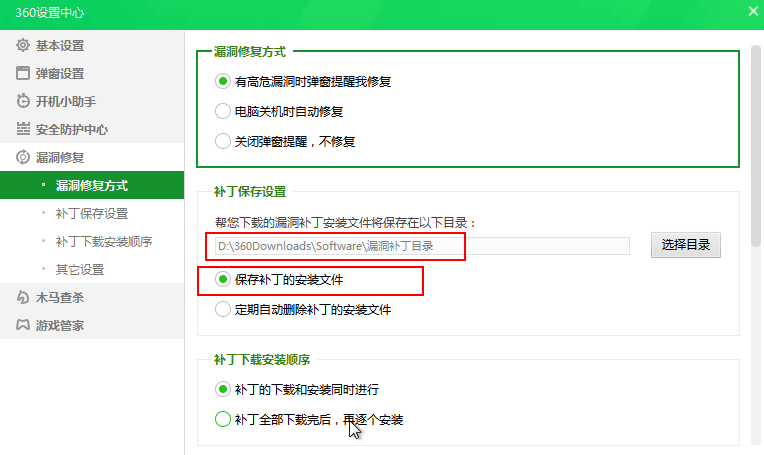 360设置中心
基本设置
弹窗设置
开机小助手
安全防护中心
漏洞修复
漏洞修复方式
补丁保存设置
补丁下载安装顺序
其它设置
木马查杀
游戏管家
漏洞修复方式
有高危漏洞时弹窗提醒我修复
电脑关机时自动修复
关闭弹窗提醒，不修复
补丁保存设置
帮您下载的漏洞补丁安装文件将保存在以下目录：
D:\360Downloads\Software\漏洞补丁目录
选择目录
保存补丁的安装文件
定期自动删除补丁的安装文件
补丁下载安装顺序
补丁的下载和安装同时进行
补丁全部下载完后，再逐个安装